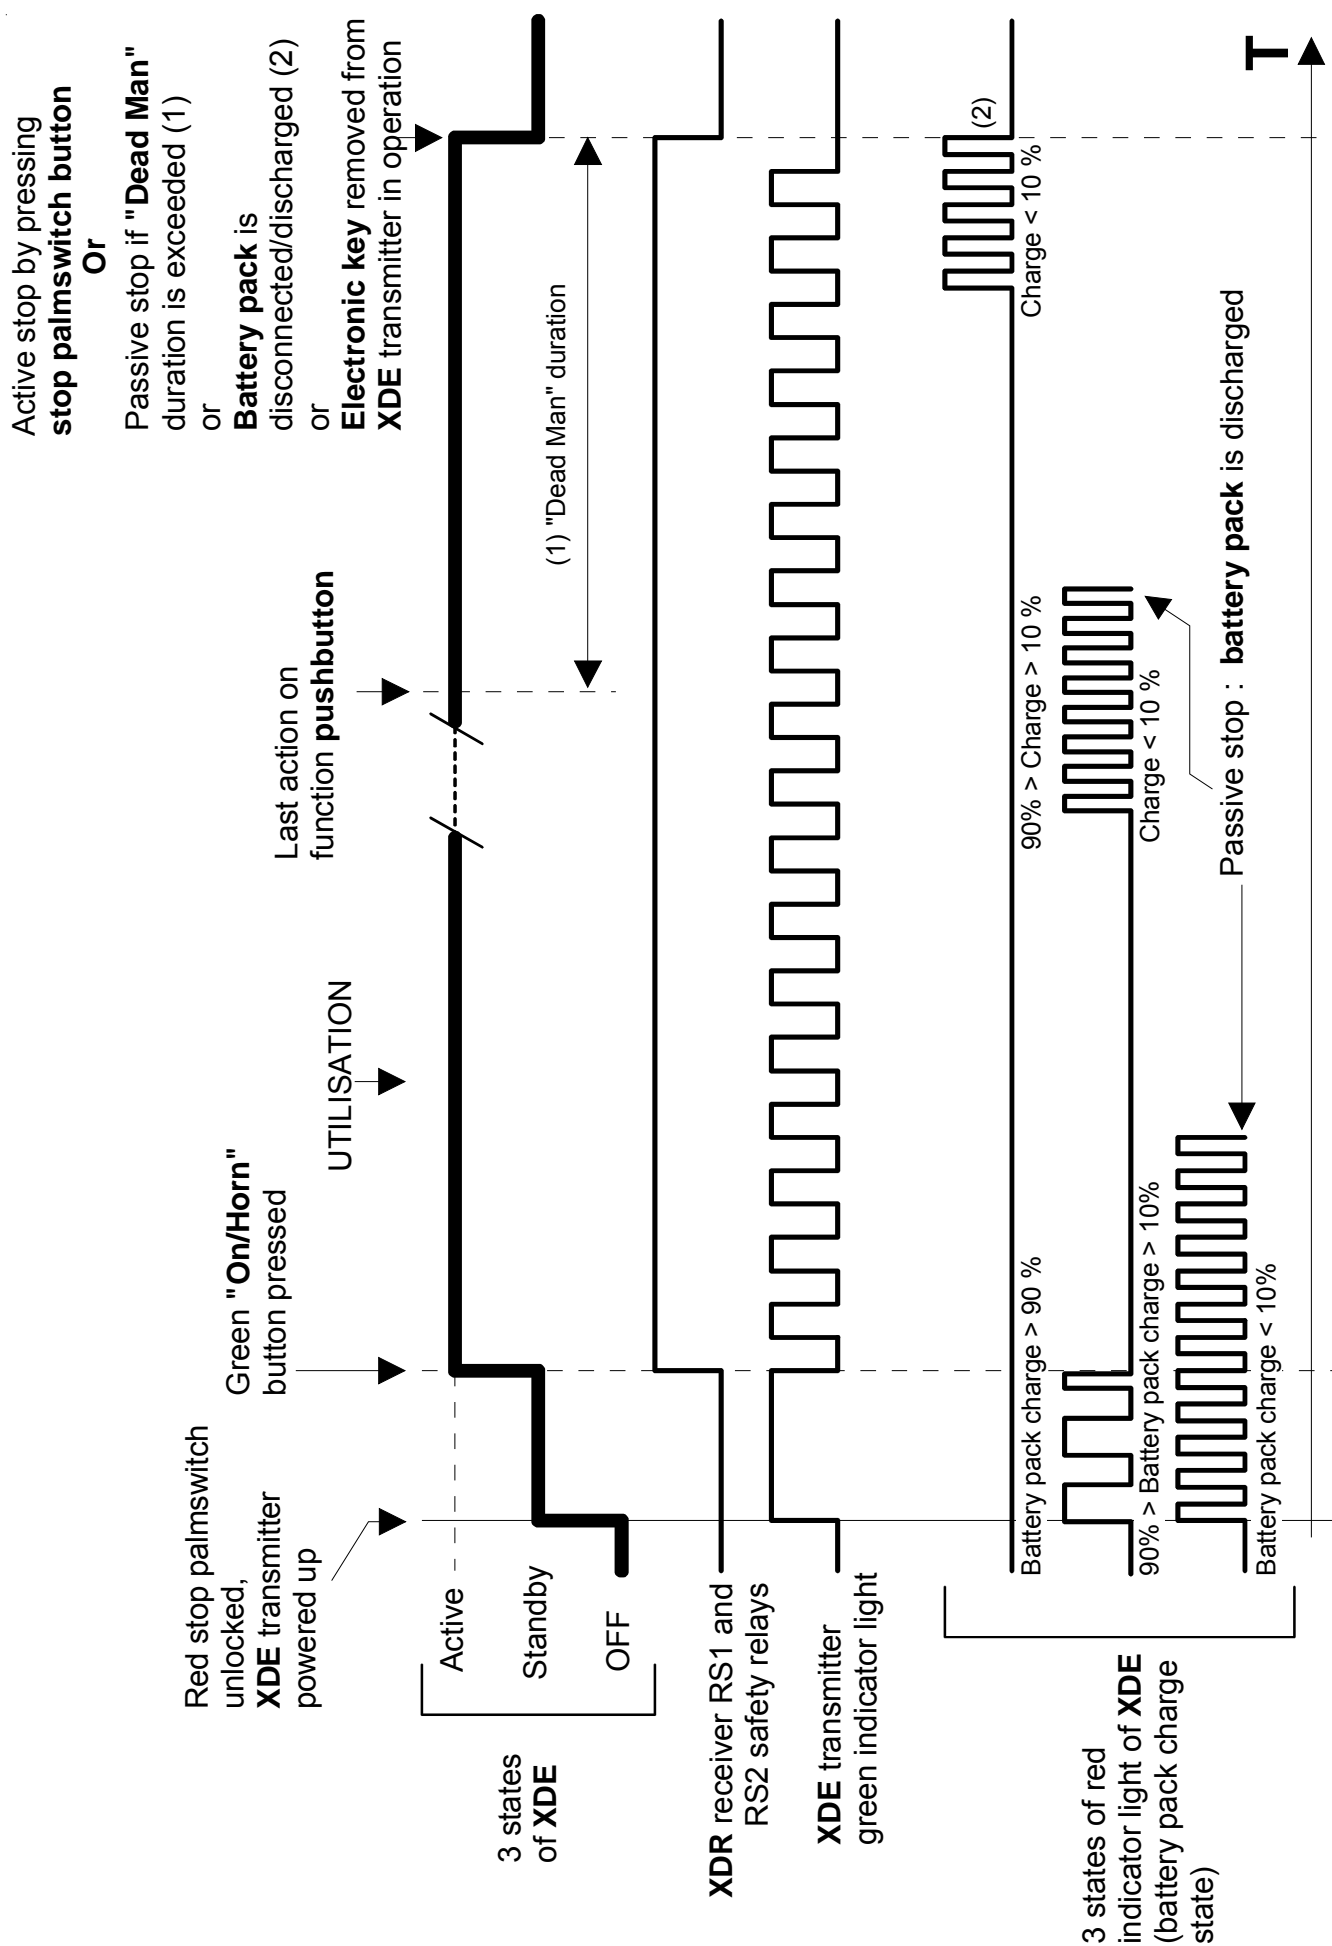 Red stop palmswitch
unlocked,
XDE transmitter
powered up
Green "On/Horn"
button pressed
UTILISATION
Last action on
function pushbutton
Active stop by pressing
stop palmswitch button
Or
Passive stop if "Dead Man"
duration is exceeded (1)
or
Battery pack is
disconnected/discharged (2)
or
Electronic key removed from
XDE transmitter in operation
3 states
of XDE
Active
Standby
OFF
(1) "Dead Man" duration
XDR receiver RS1 and
RS2 safety relays
XDE transmitter
green indicator light
3 states of red
indicator light of XDE
(battery pack charge
state)
(2)
Battery pack charge > 90 %
90% > Charge > 10 %
Charge < 10 %
90% > Battery pack charge > 10%
Charge < 10 %
Battery pack charge < 10%
Passive stop : battery pack is discharged
T